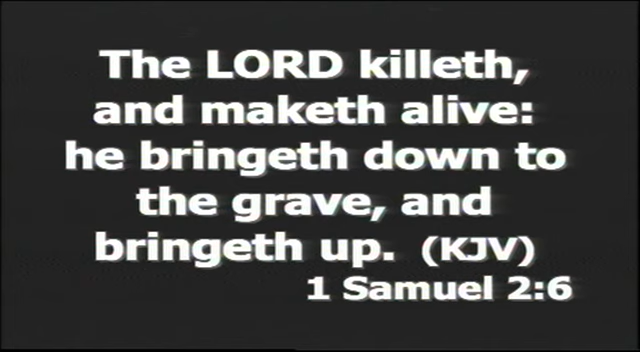 The LORD killeth,
and maketh alive:
he bringeth down to
the grave, and
bringeth up. (KJV)
1 Samuel 2:6